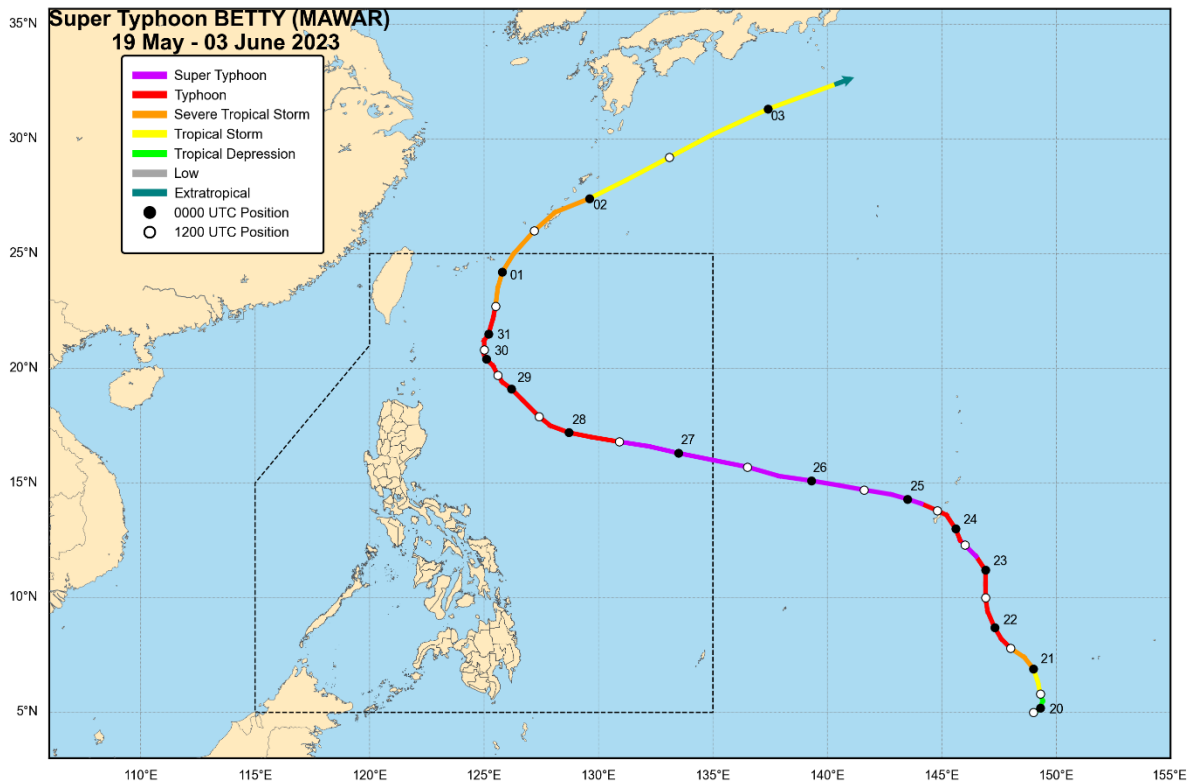 Super Typhoon BETTY (MAWAR)
19 May - 03 June 2023
Super Typhoon
Typhoon
Severe Tropical Storm
Tropical Storm
Tropical Depression
Low
Extratropical
0000 UTC Position
1200 UTC Position
35°N
30°N
25°N
20°N
15°N
10°N
5°N
03
02
01
31
30
29
28
27
26
25
24
23
22
21
20
110°E
115°E
120°E
125°E
130°E
135°E
140°E
145°E
150°E
155°E